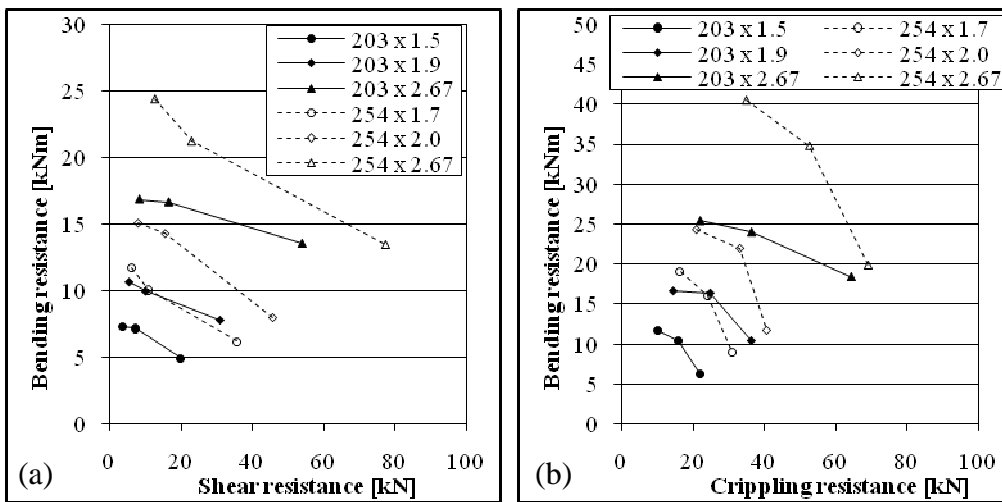 Bending resistance [kNm]
30
25
20
15
10
5
0
0 20 40 60 80 100
Shear resistance [kN]
203 x 1.5
203 x 1.9
203 x 2.67
254 x 1.7
254 x 2.0
254 x 2.67
(a)
Bending resistance [kNm]
50
45
40
35
30
25
20
15
10
5
0
0 20 40 60 80 100
Crippling resistance [kN]
203 x 1.5 254 x 1.7
203 x 1.9 254 x 2.0
203 x 2.67 254 x 2.67
(b)